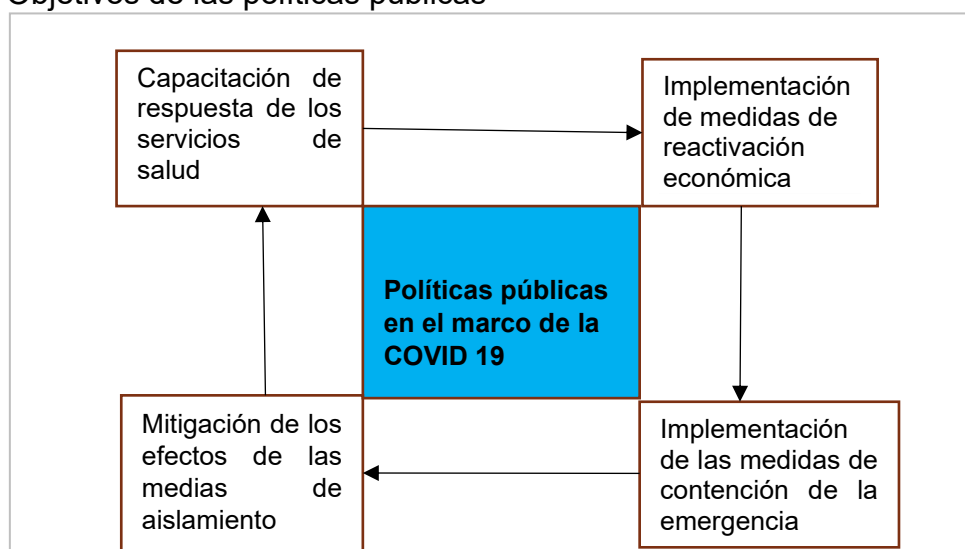 Objetivos de las políticas públicas
Capacitación de
respuesta de los
servicios de
salud
Implementación
de medidas de
reactivación
económica
Políticas públicas
en el marco de la
COVID 19
Mitigación de los
efectos de las
medias de
aislamiento
Implementación
de las medidas de
contención de la
emergencia